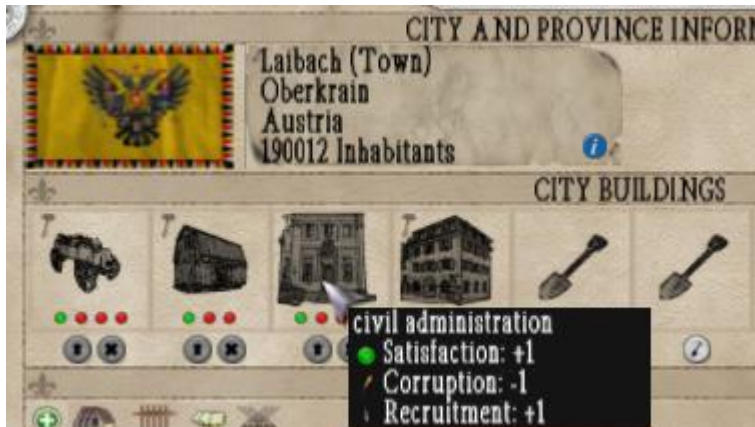 CITY AND PROVINCE INFOR
Laibach (Town)
Oberkrain
Austria
190012 Inhabitants
CITY BUILDINGS
civil administration
Satisfaction: +1
Corruption: -1
Recruitment: +1